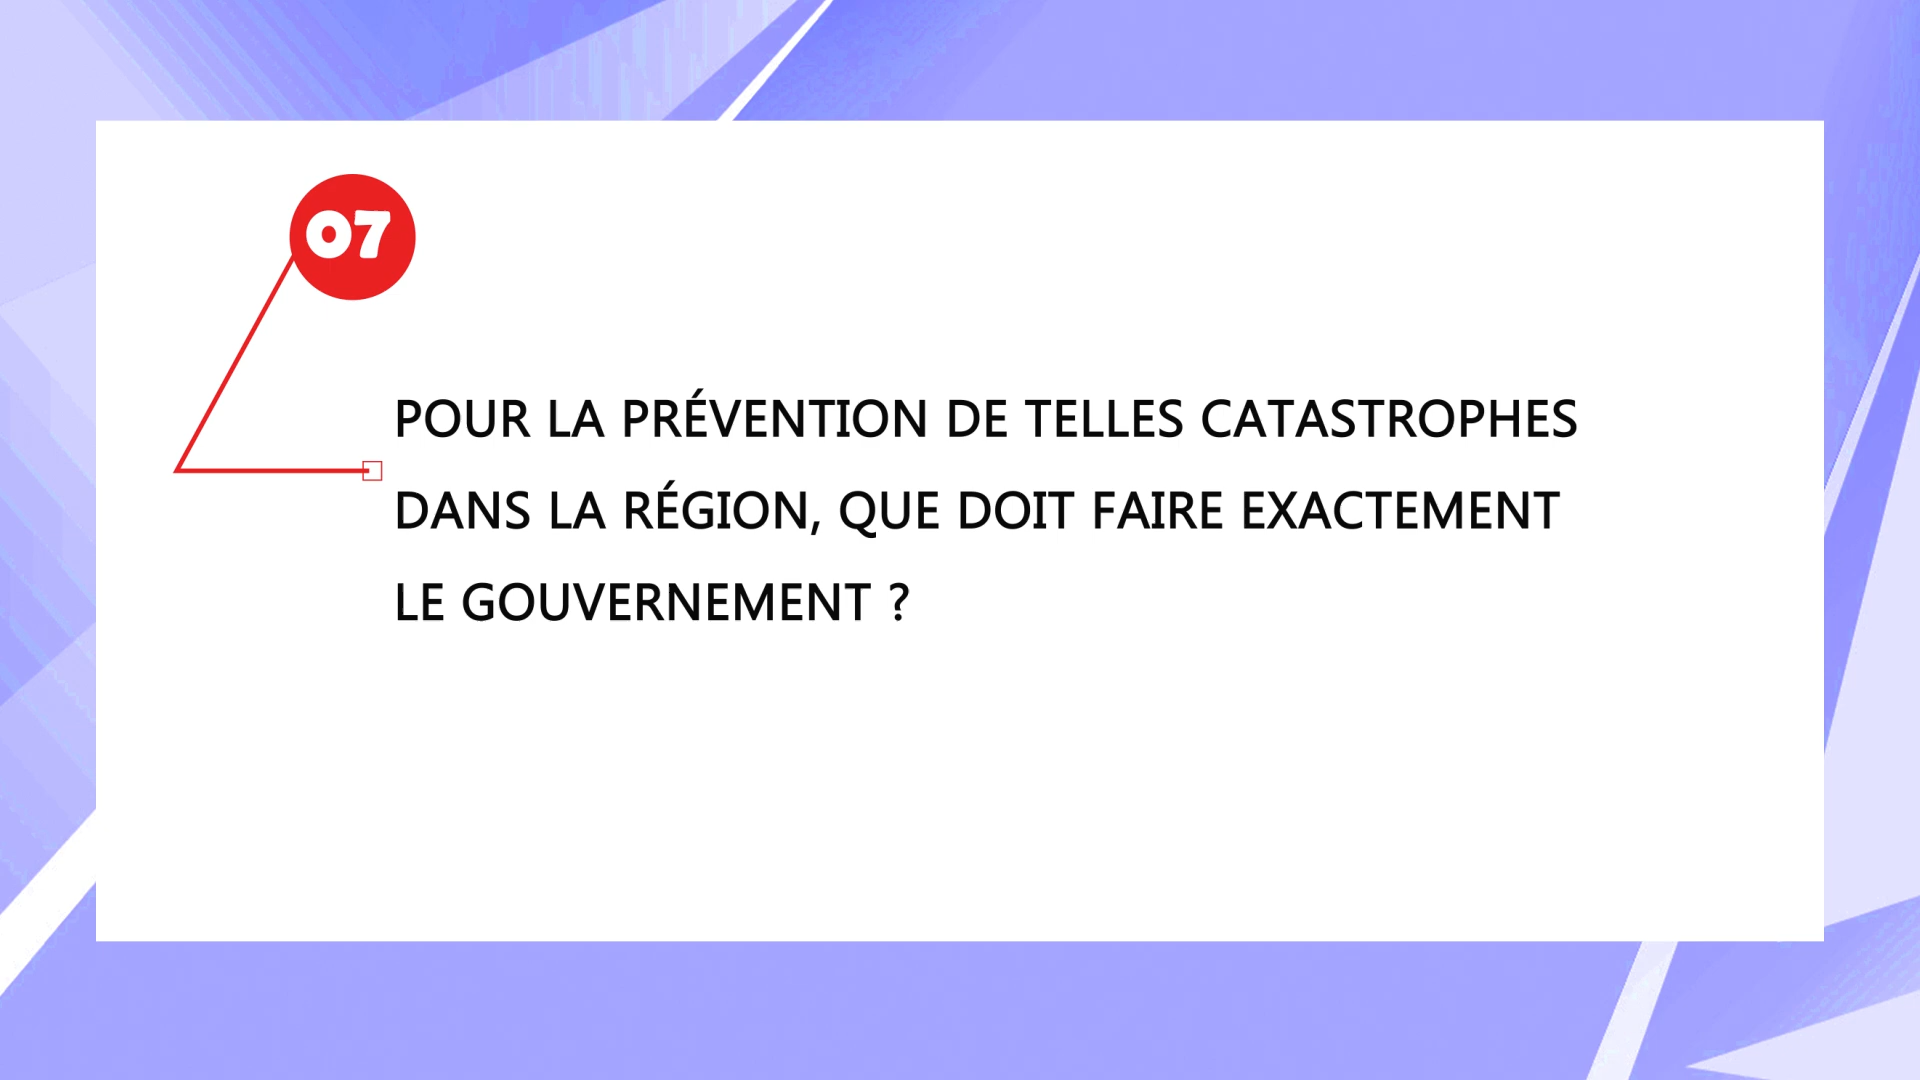 07
POUR LA PRÉVENTION DE TELLES CATASTROPHES
DANS LA RÉGION, QUE DOIT FAIRE EXACTEMENT
LE GOUVERNEMENT ?